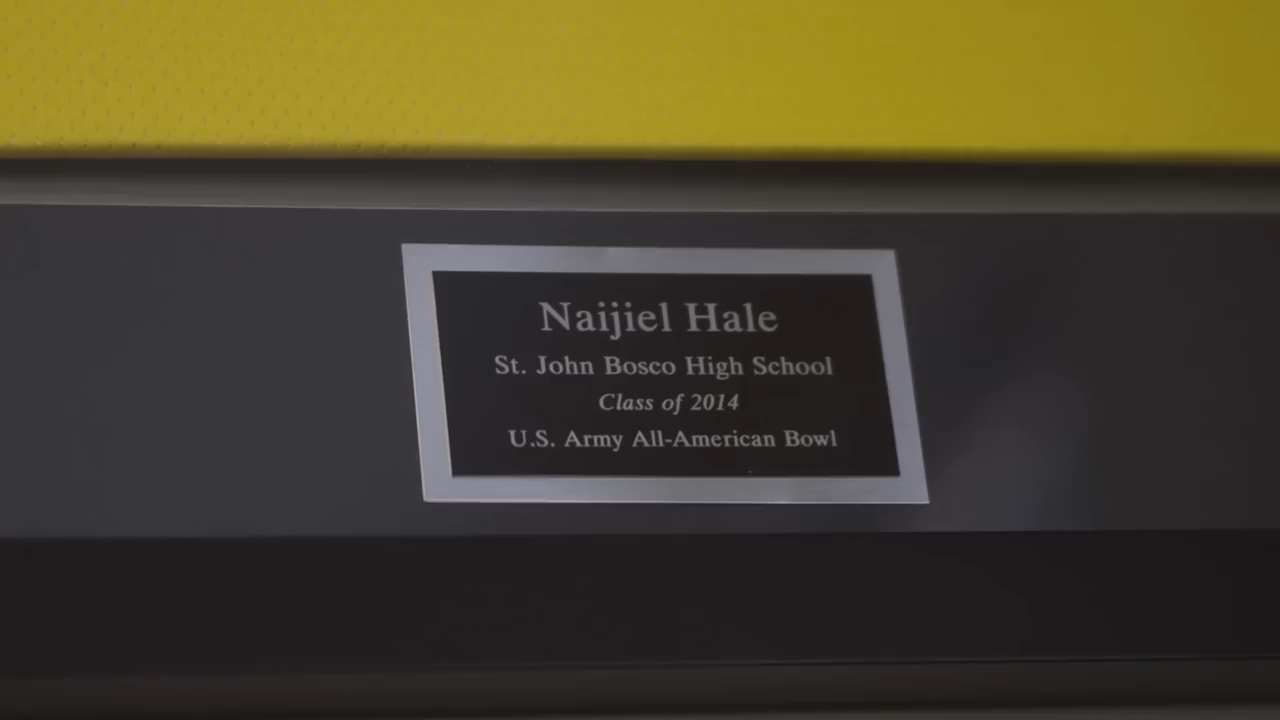 Naijiel Hale
St. John Bosco High School
Class of 2014
U.S. Army All-American Bowl